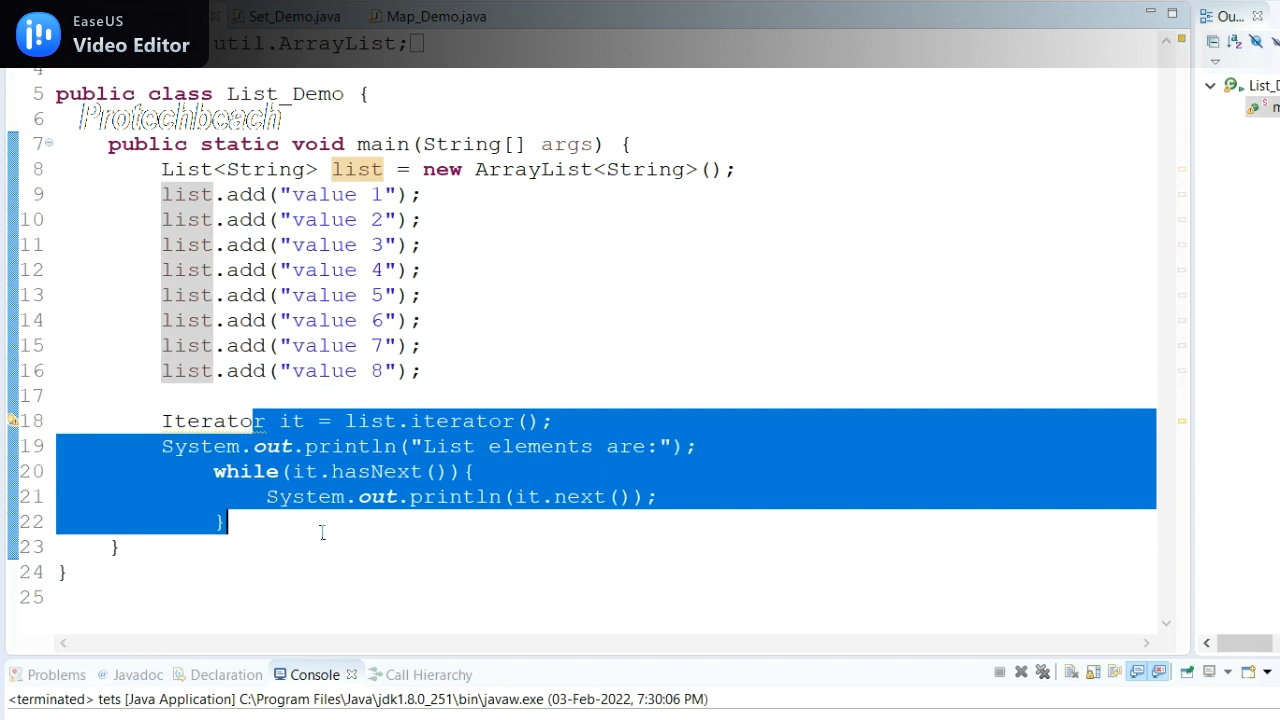 EaseUS
Video Editor
Set_Demo.java
Map_Demo.java
Ou...
util.ArrayList;
4
5 public class List_Demo {
List_D
6
Protechbeach
7 public static void main(String[] args) {
8 List<String> list = new ArrayList<String>();
9 list.add("value 1");
10 list.add("value 2");
11 list.add("value 3");
12 list.add("value 4");
13 list.add("value 5");
14 list.add("value 6");
15 list.add("value 7");
16 list.add("value 8");
17
18 Iterator it = list.iterator();
19 System.out.println("List elements are:");
20 while(it.hasNext()){
21 System.out.println(it.next());
22 }
23 }
24 }
25
Problems @ Javadoc Declaration Console Call Hierarchy
<terminated> tets [Java Application] C:\Program Files\Java\jdk1.8.0_251\bin\javaw.exe (03-Feb-2022, 7:30:06 PM)